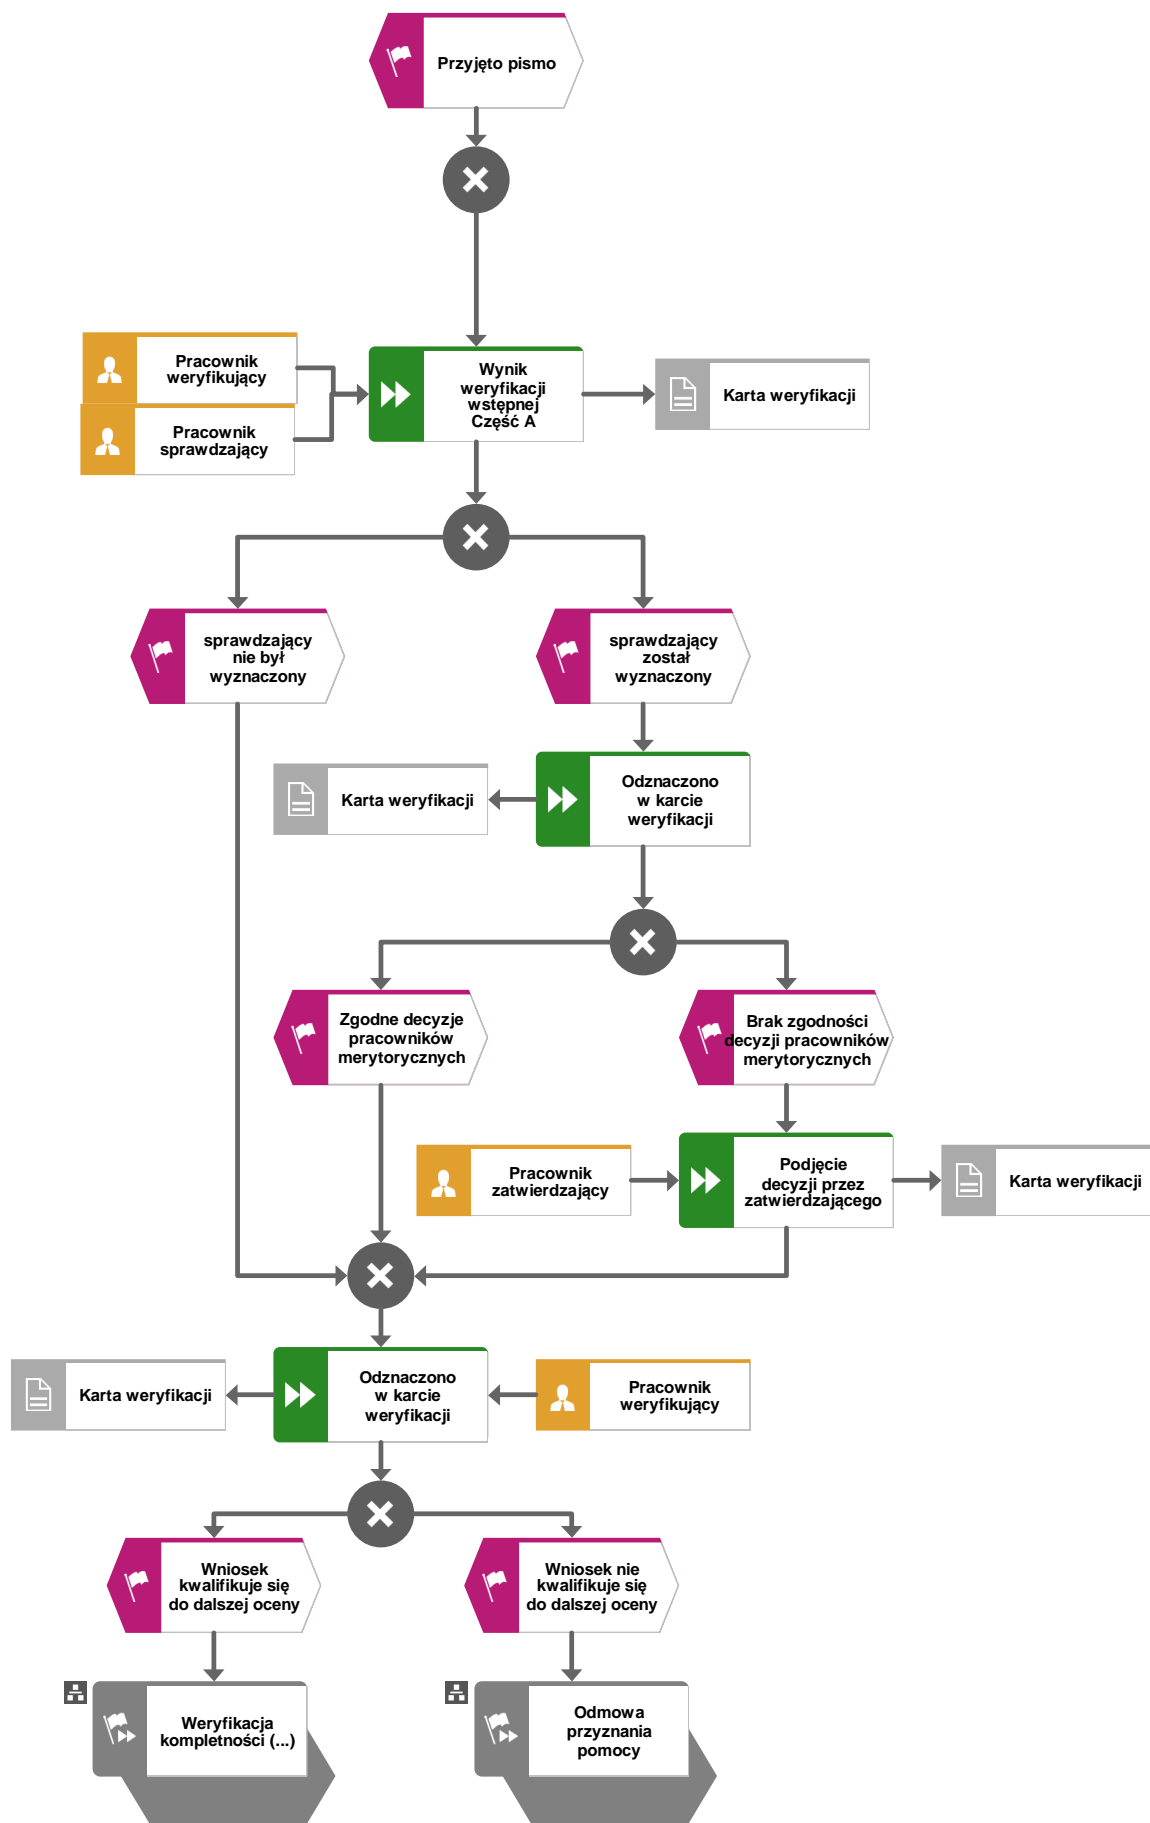 Przyjęto pismo
Pracownik
weryfikujący
Pracownik
sprawdzający
Wynik
weryfikacji
wstępnej
Część A
Karta weryfikacji
sprawdzający
nie był
wyznaczony
sprawdzający
został
wyznaczony
Karta weryfikacji
Odznaczono
w karcie
weryfikacji
Zgodne decyzje
pracowników
merytorycznych
Brak zgodności
decyzji pracowników
merytorycznych
Pracownik
zatwierdzający
Podjęcie
decyzji przez
zatwierdzającego
Karta weryfikacji
Karta weryfikacji
Odznaczono
w karcie
weryfikacji
Pracownik
weryfikujący
Wniosek
kwalifikuje się
do dalszej oceny
Wniosek nie
kwalifikuje się
do dalszej oceny
Weryfikacja
kompletności (...)
Odmowa
przyznania
pomocy